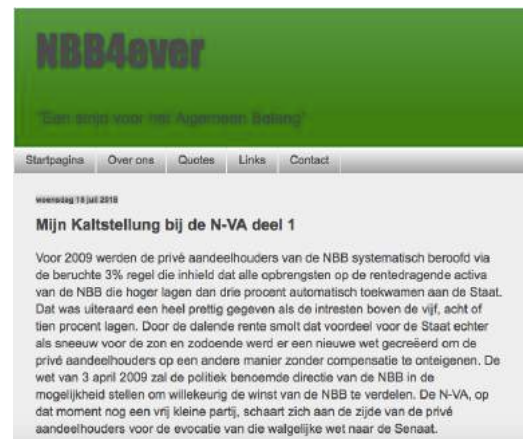 NBB4ever
"Een strijd voor het Algemeen Belang"
Startpagina Over ons Quotes Links Contact
woensdag 18 juli 2018
Mijn Kaltstellung bij de N-VA deel 1
Voor 2009 werden de privé aandeelhouders van de NBB systematisch beroofd via
de beruchte 3% regel die inhield dat alle opbrengsten op de rentedragende activa
van de NBB die hoger lagen dan drie procent automatisch toekwamen aan de Staat.
Dat was uiteraard een heel prettig gegeven als de intresten boven de vijf, acht of
tien procent lagen. Door de dalende rente smolt dat voordeel voor de Staat echter
als sneeuw voor de zon en zodoende werd er een nieuwe wet gecreëerd om de
privé aandeelhouders op een andere manier zonder compensatie te onteigenen. De
wet van 3 april 2009 zal de politiek benoemde directie van de NBB in de
mogelijkheid stellen om willekeurig de winst van de NBB te verdelen. De N-VA, op
dat moment nog een vrij kleine partij, schaart zich aan de zijde van de privé
aandeelhouders voor de evocatie van die walgelijke wet naar de Senaat.